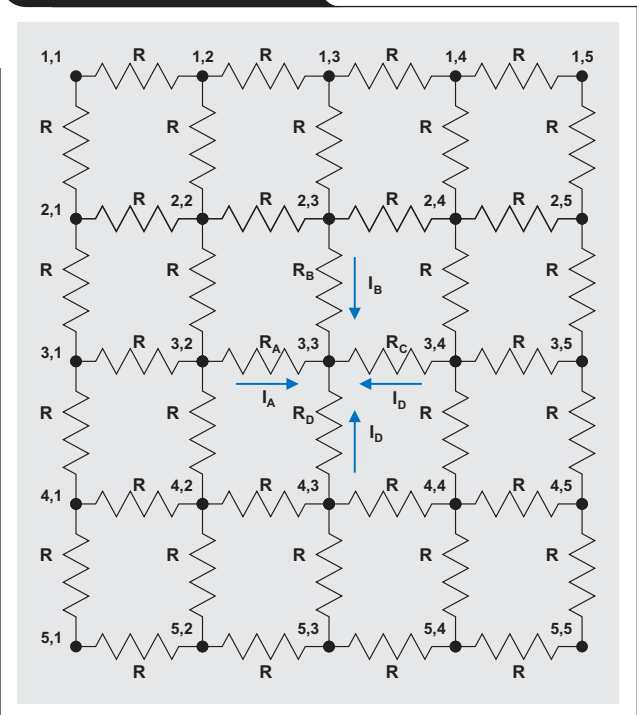 R R R R
1,1 1,2 1,3 1,4 1,5
R R R R R
R R R R
2,1 2,2 2,3 2,4 2,5
R R R_B R R
I_B
R R_A R_C R
3,1 3,2 3,3 3,4 3,5
I_A I_D
R R R_D R R
I_D
R R R R
4,1 4,2 4,3 4,4 4,5
R R R R R
5,1 5,2 5,3 5,4 5,5
R R R R